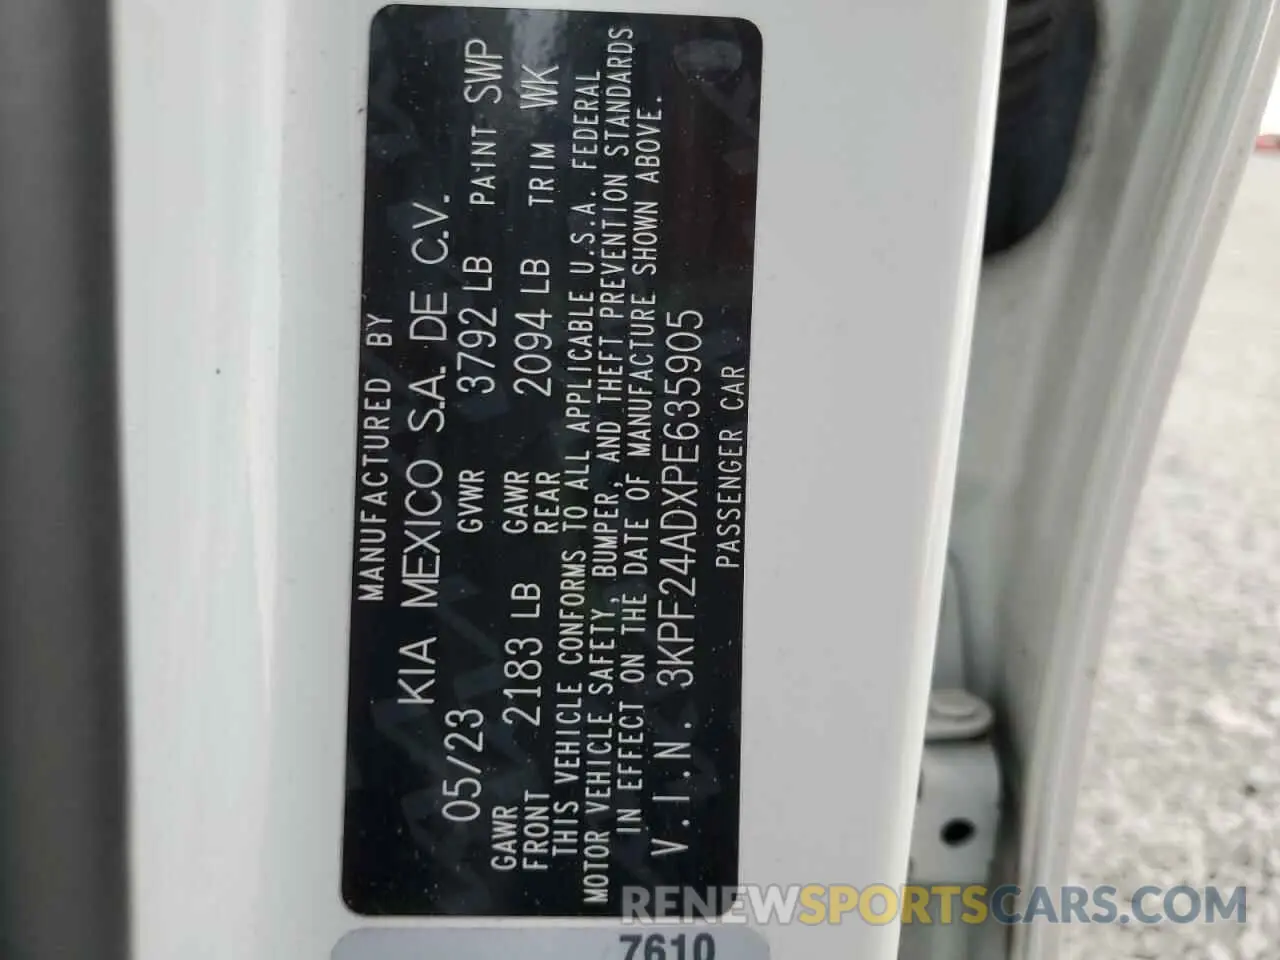 MANUFACTURED BY
KIA MEXICO S.A. DE C.V.
05/23 GVWR 3792 LB PAINT SWP
GAWR FRONT 2183 LB GAWR REAR 2094 LB TRIM WK
THIS VEHICLE CONFORMS TO ALL APPLICABLE U.S.A. FEDERAL
MOTOR VEHICLE SAFETY, BUMPER, AND THEFT PREVENTION STANDARDS
IN EFFECT ON THE DATE OF MANUFACTURE SHOWN ABOVE.
V.I.N. 3KPF24ADXPE635905
PASSENGER CAR
7610
RENEWSPORTSCARS.COM